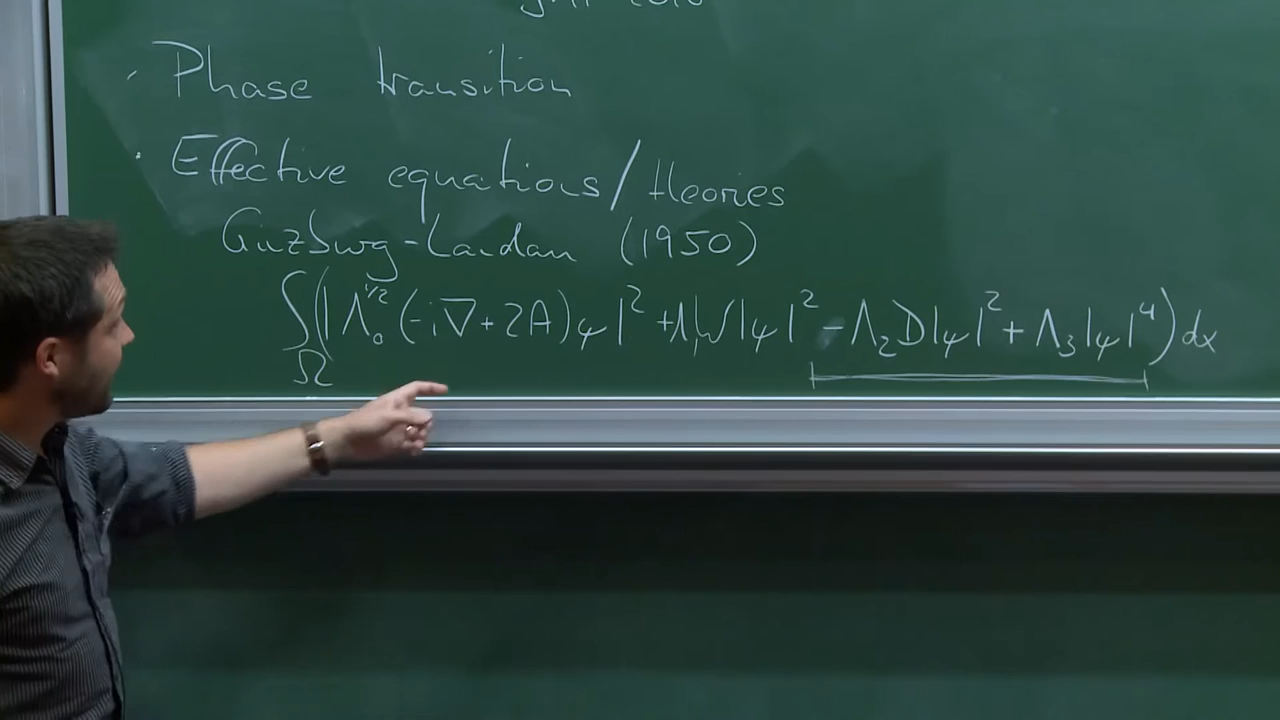 · Phase transition
· Effective equations/theories
Ginzburg-Landau (1950)
∫_Ω (|Λ₀^{1/2}(-i∇+2A)ψ|² + Λ₁W|ψ|² - Λ₂D|ψ|² + Λ₃|ψ|⁴) dx